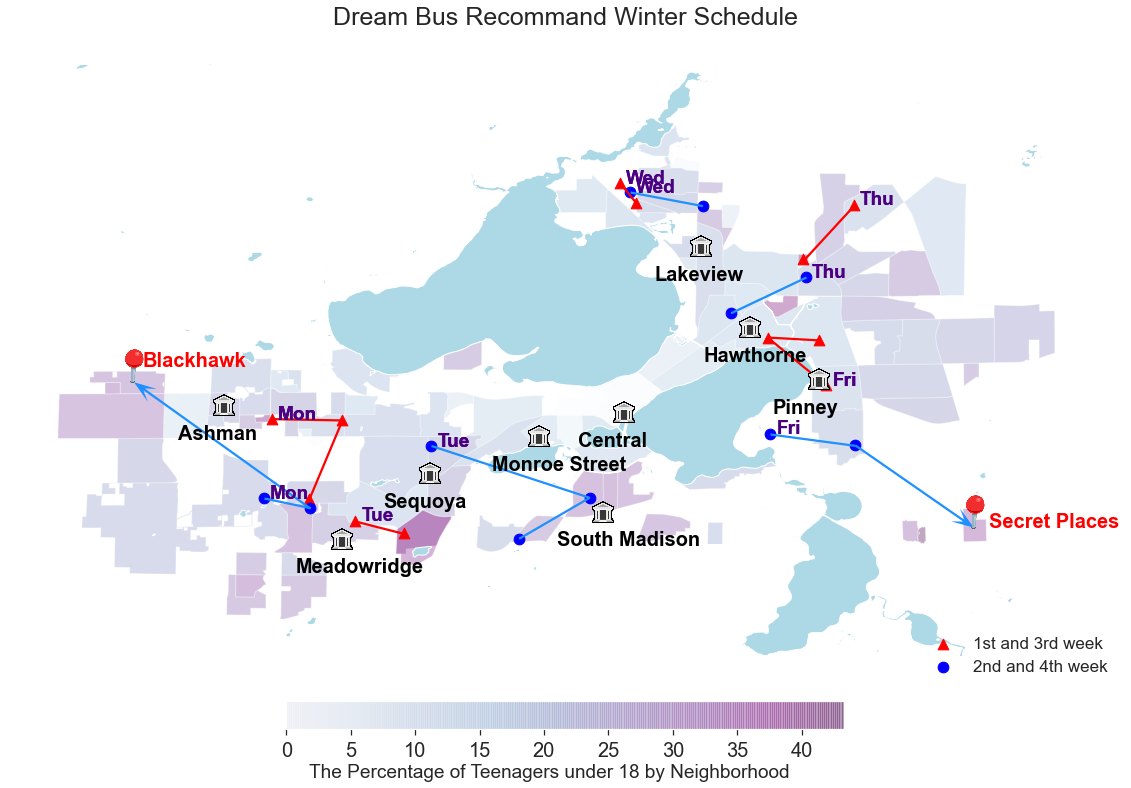 Dream Bus Recommand Winter Schedule
Wed
Wed
Thu
Lakeview
Thu
Hawthorne
Blackhawk
Fri
Pinney
Mon
Ashman
Fri
Central
Tue
Monroe Street
Mon
Sequoya
Tue
Secret Places
South Madison
Meadowridge
1st and 3rd week
2nd and 4th week
0 5 10 15 20 25 30 35 40
The Percentage of Teenagers under 18 by Neighborhood